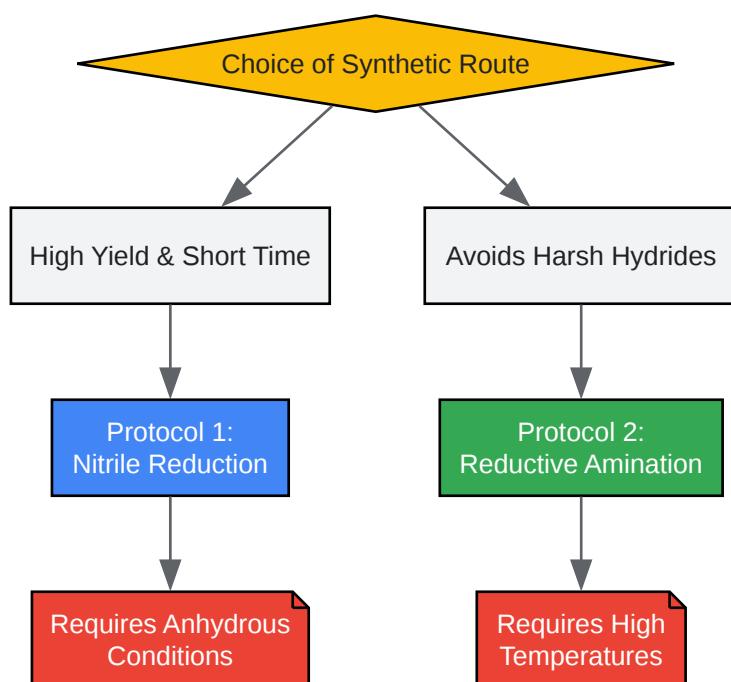 Choice of Synthetic Route
High Yield & Short Time
Avoids Harsh Hydrides
Protocol 1:
Nitrile Reduction
Protocol 2:
Reductive Amination
Requires Anhydrous
Conditions
Requires High
Temperatures